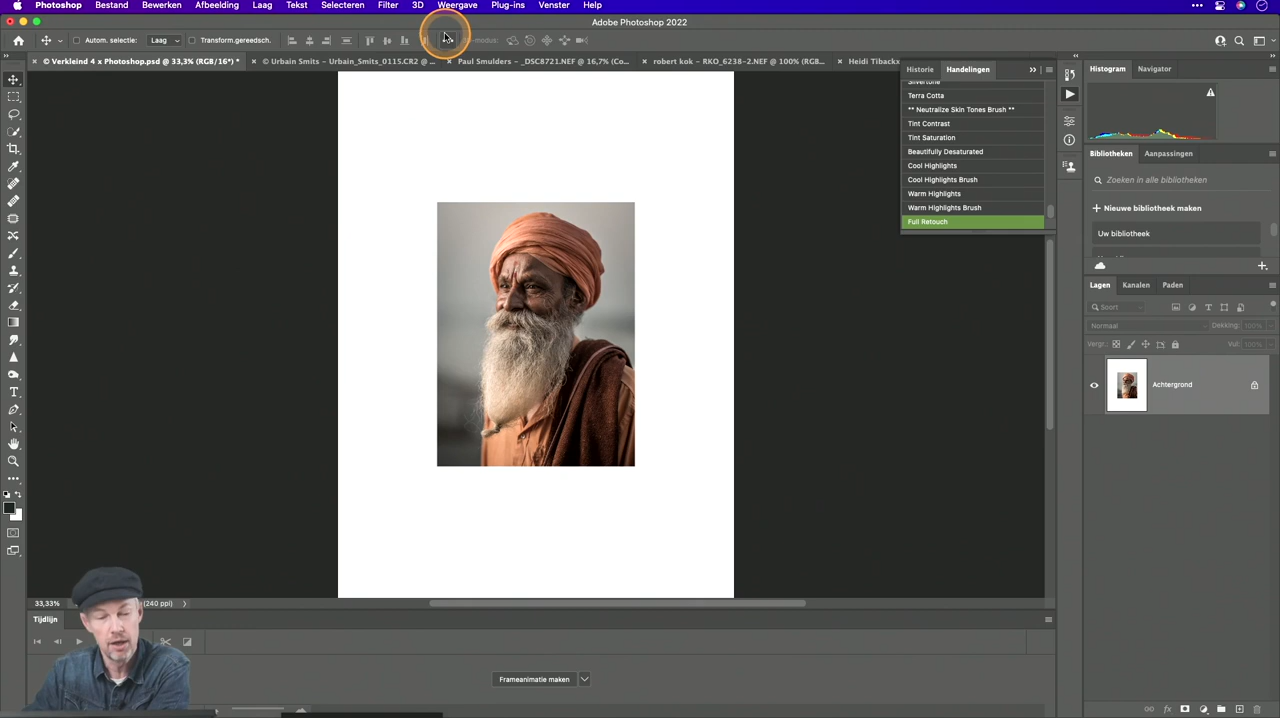 Photoshop Bestand Bewerken Afbeelding Laag Tekst Selecteren Filter 3D Weergave Plug-ins Venster Help
Adobe Photoshop 2022
Autom. selectie: Laag Transform.gereedsch.
© Verkleind 4 x Photoshop.psd @ 33,3% (RGB/16*) *
© Urbain Smits – Urbain_Smits_0115.CR2 @ ...
Paul Smulders – _DSC8721.NEF @ 16,7% (Co...
robert kok – RKO_6238-2.NEF @ 100% (RGB...
Heidi Tibackx
Historie Handelingen
Silvertone
Terra Cotta
** Neutralize Skin Tones Brush **
Tint Contrast
Tint Saturation
Beautifully Desaturated
Cool Highlights
Cool Highlights Brush
Warm Highlights
Warm Highlights Brush
Full Retouch
Histogram Navigator
Bibliotheken Aanpassingen
Zoeken in alle bibliotheken
Nieuwe bibliotheek maken
Uw bibliotheek
Lagen Kanalen Paden
Soort
Normaal Dekking: 100%
Vergr.: Vul: 100%
Achtergrond
33,33% (240 ppi)
Tijdlijn
Frameanimatie maken